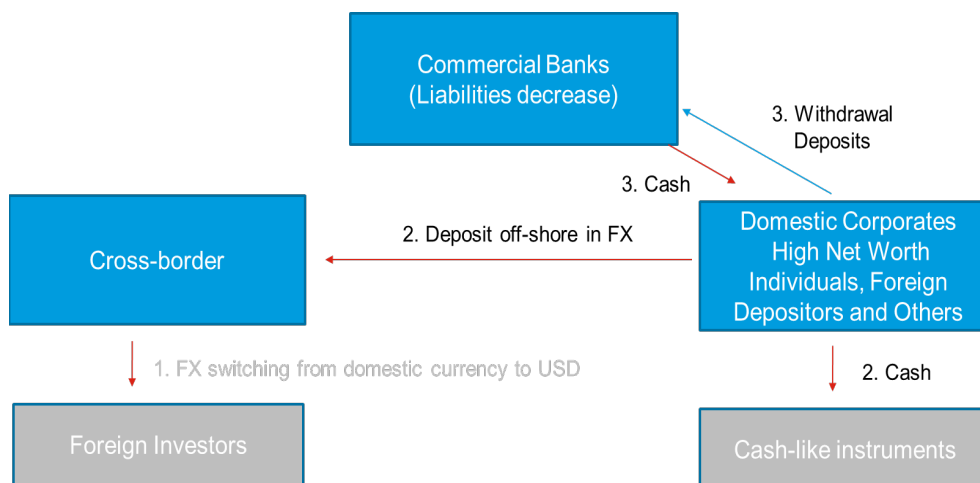 Commercial Banks
(Liabilities decrease)
3. Withdrawal
Deposits
3. Cash
2. Deposit off-shore in FX
Cross-border
Domestic Corporates
High Net Worth
Individuals, Foreign
Depositors and Others
1. FX switching from domestic currency to USD
2. Cash
Foreign Investors
Cash-like instruments